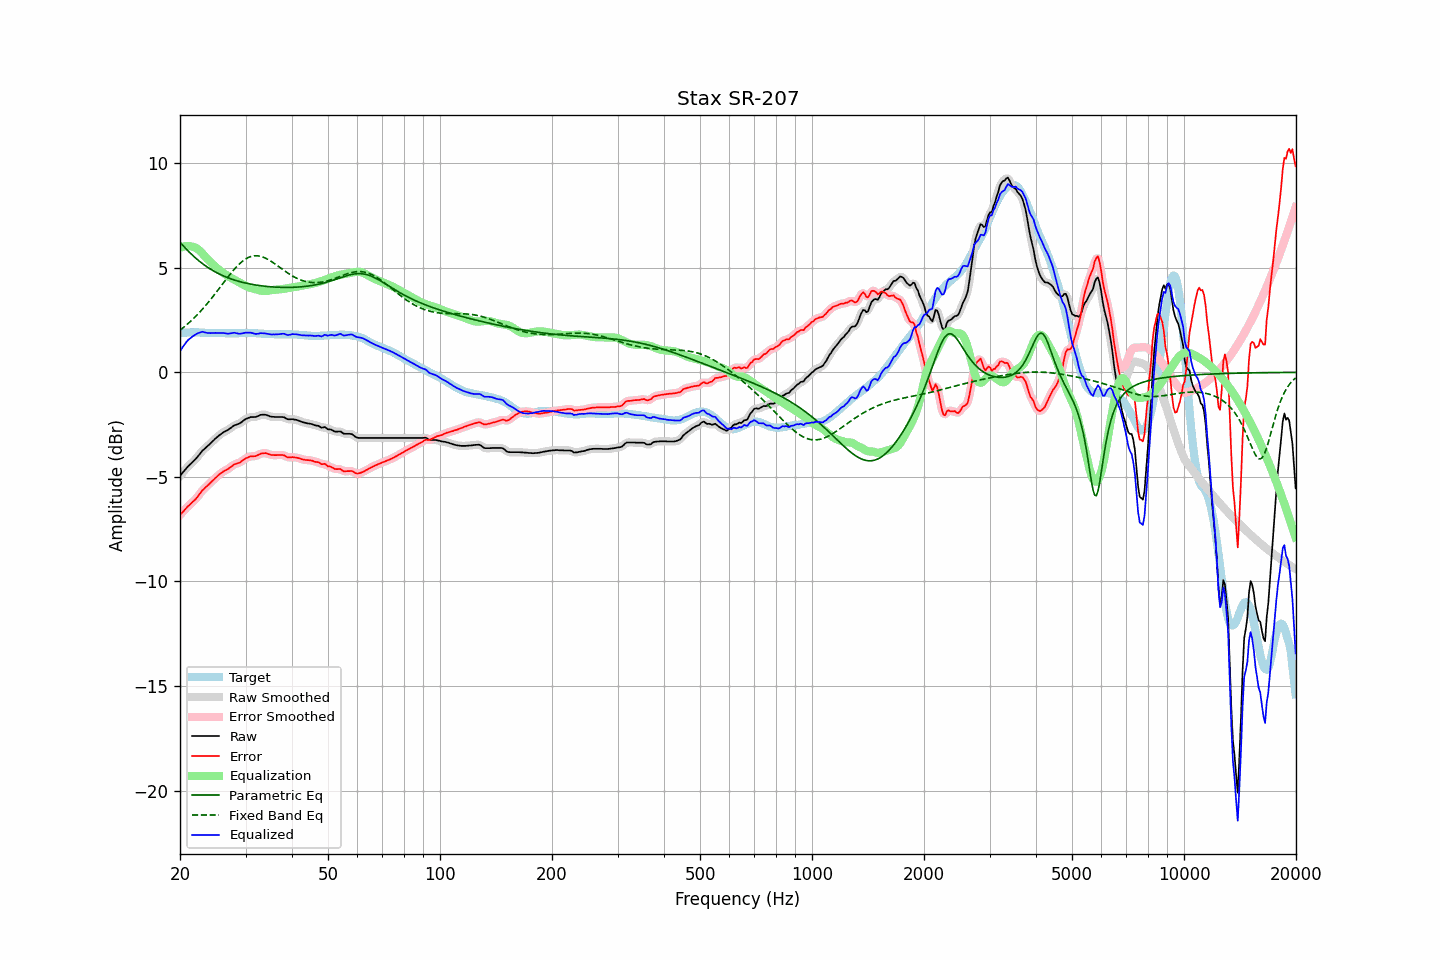 Stax SR-207
Amplitude (dBr)
10
5
0
−5
−10
−15
−20
Target
Raw Smoothed
Error Smoothed
Raw
Error
Equalization
Parametric Eq
Fixed Band Eq
Equalized
20 50 100 200 500 1000 2000 5000 10000 20000
Frequency (Hz)